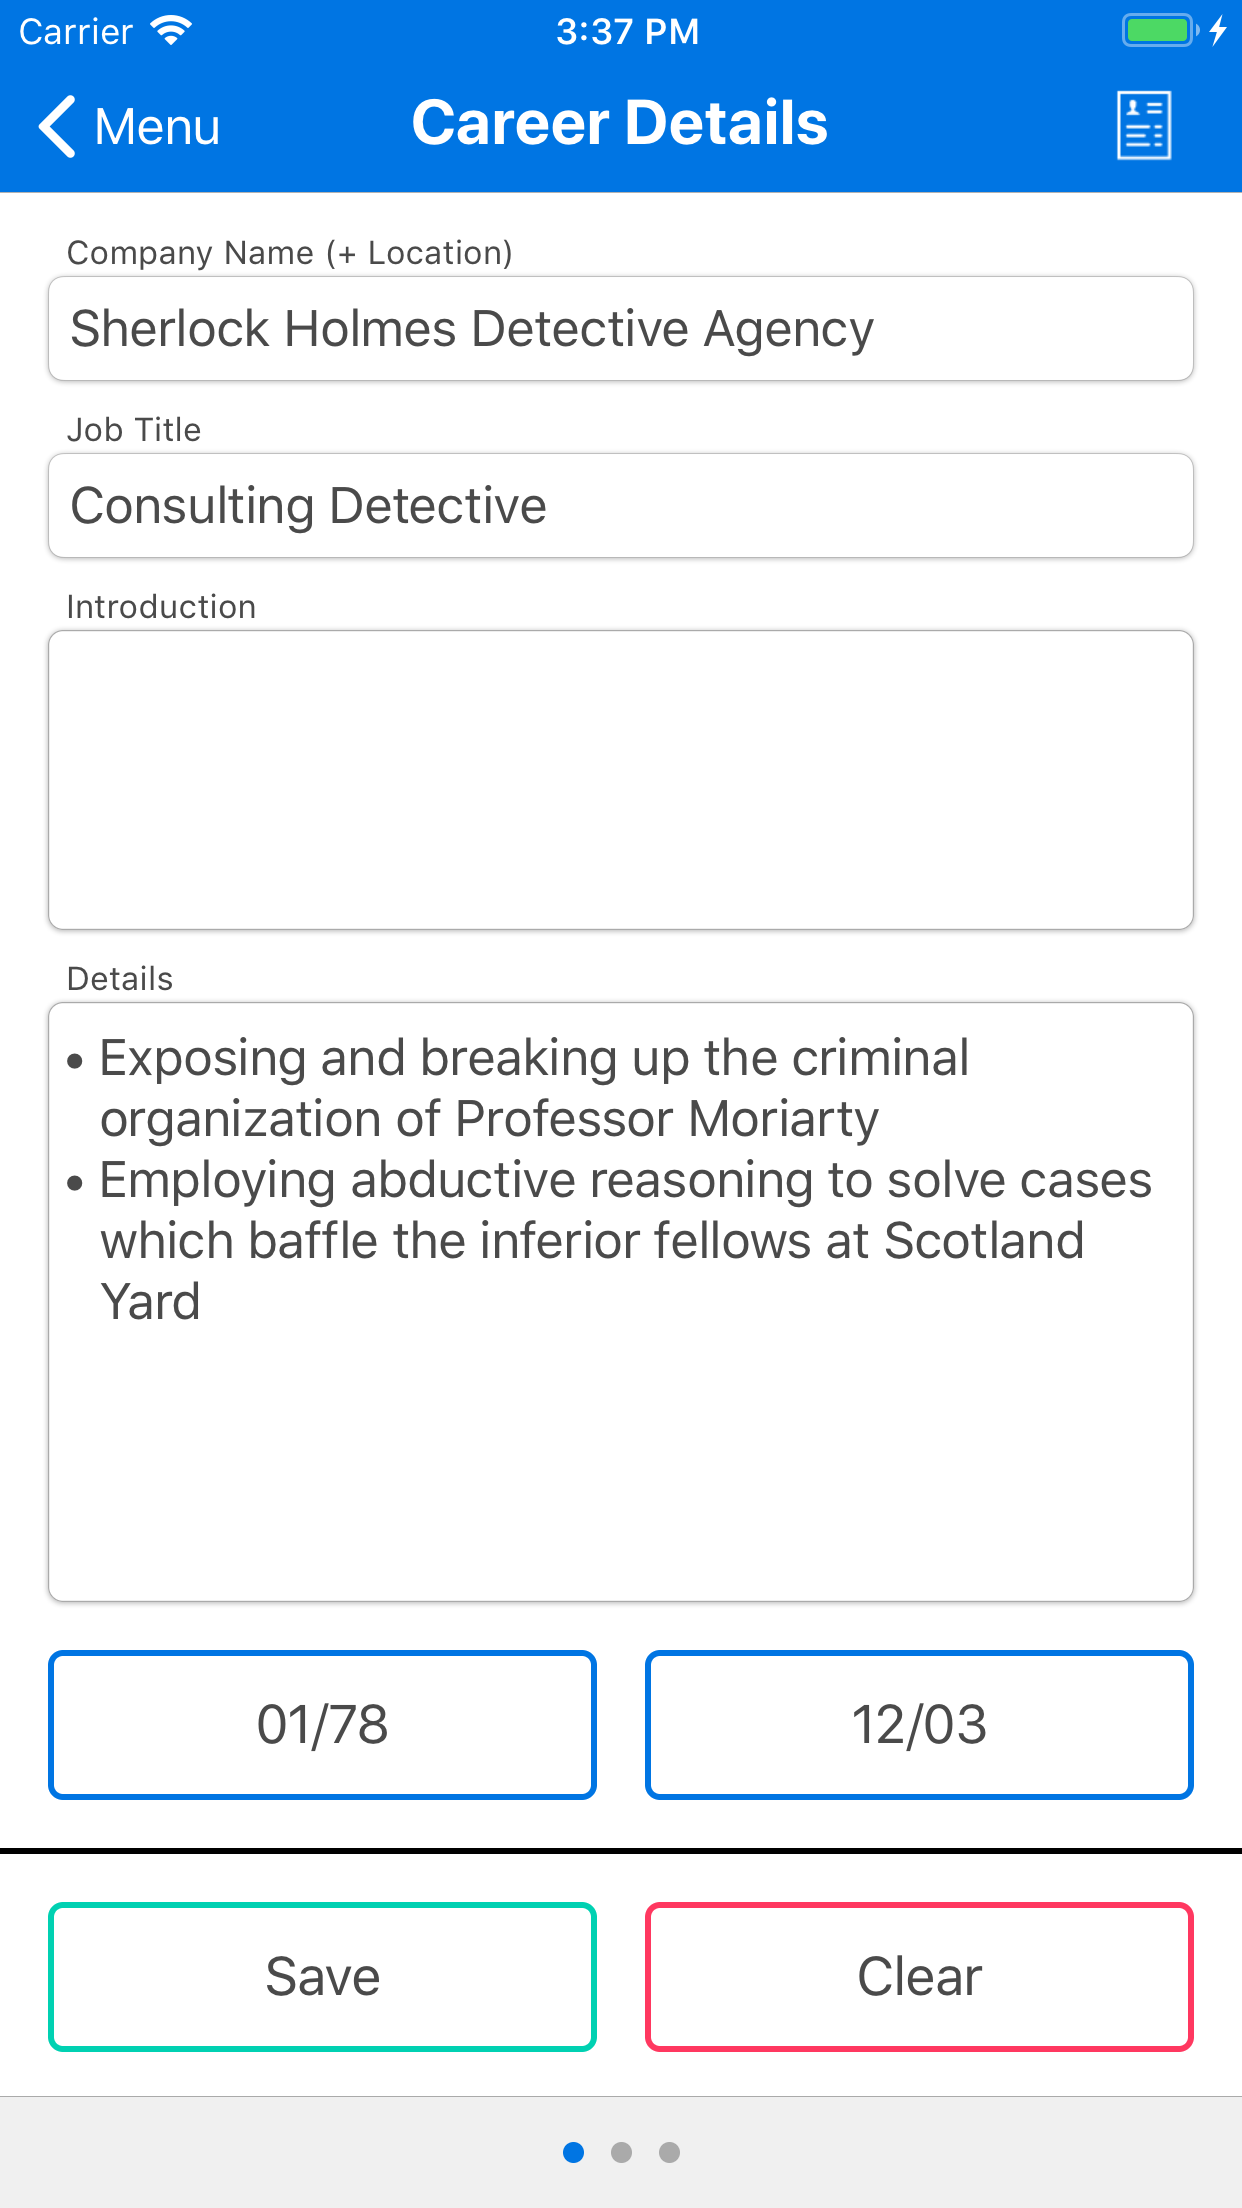 Carrier 3:37 PM
Menu Career Details
Company Name (+ Location)
Sherlock Holmes Detective Agency
Job Title
Consulting Detective
Introduction
Details
• Exposing and breaking up the criminal
organization of Professor Moriarty
• Employing abductive reasoning to solve cases
which baffle the inferior fellows at Scotland
Yard
01/78 12/03
Save Clear